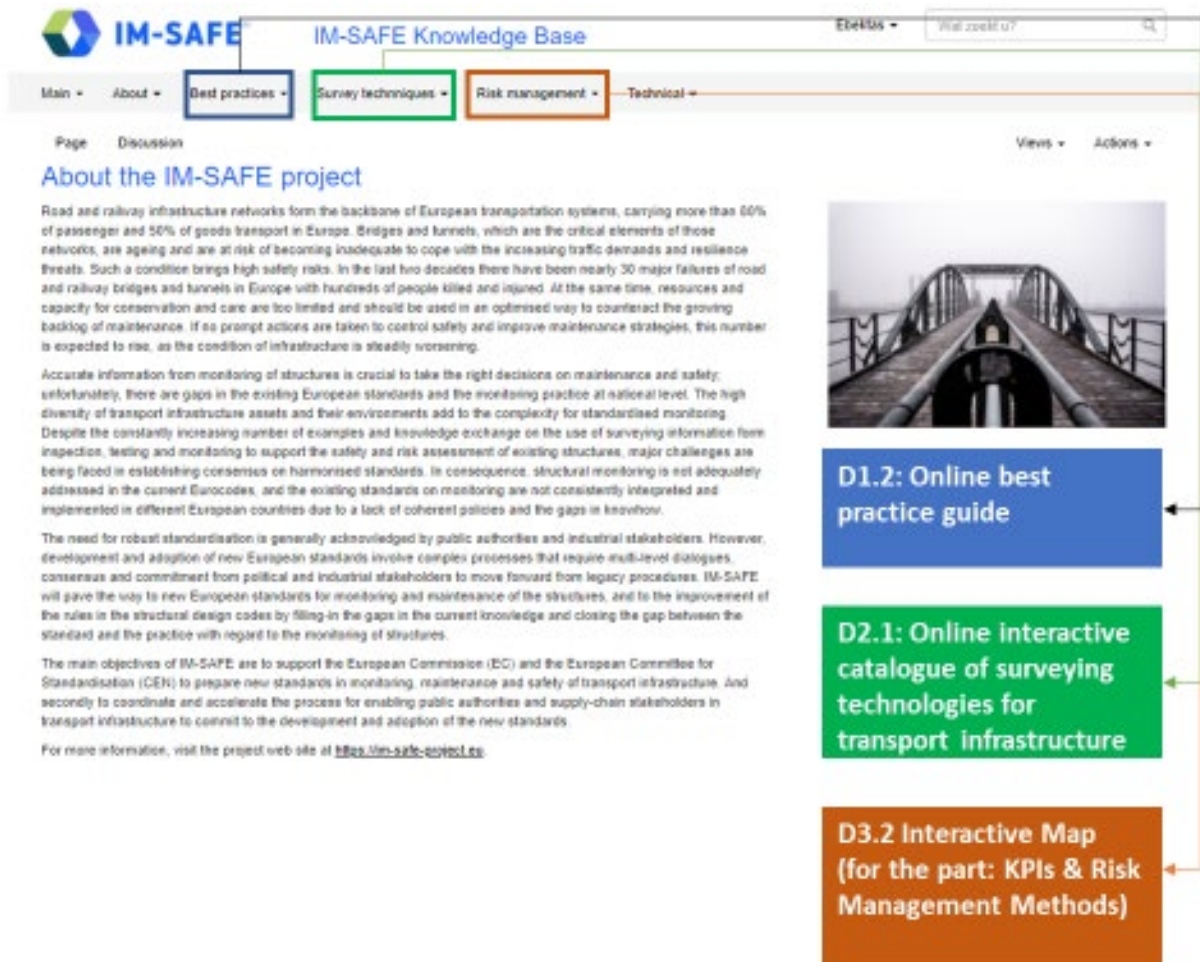 IM-SAFE
IM-SAFE Knowledge Base
Ebektas
Wat zoekt u?
Main
About
Best practices
Survey technniques
Risk management
Technical
Page
Discussion
Views
Actions
About the IM-SAFE project
Road and railway infrastructure networks form the backbone of European transportation systems, carrying more than 80%
of passenger and 50% of goods transport in Europe. Bridges and tunnels, which are the critical elements of those
networks, are ageing and are at risk of becoming inadequate to cope with the increasing traffic demands and resilience
threats. Such a condition brings high safety risks. In the last two decades there have been nearly 30 major failures of road
and railway bridges and tunnels in Europe with hundreds of people killed and injured. At the same time, resources and
capacity for conservation and care are too limited and should be used in an optimised way to counteract the growing
backlog of maintenance. If no prompt actions are taken to control safety and improve maintenance strategies, this number
is expected to rise, as the condition of infrastructure is steadily worsening.
Accurate information from monitoring of structures is crucial to take the right decisions on maintenance and safety;
unfortunately, there are gaps in the existing European standards and the monitoring practice at national level. The high
diversity of transport infrastructure assets and their environments add to the complexity for standardised monitoring.
Despite the constantly increasing number of examples and knowledge exchange on the use of surveying information form
inspection, testing and monitoring to support the safety and risk assessment of existing structures, major challenges are
being faced in establishing consensus on harmonised standards. In consequence, structural monitoring is not adequately
addressed in the current Eurocodes, and the existing standards on monitoring are not consistently interpreted and
implemented in different European countries due to a lack of coherent policies and the gaps in knowhow.
The need for robust standardisation is generally acknowledged by public authorities and industrial stakeholders. However,
development and adoption of new European standards involve complex processes that require multi-level dialogues,
consensus and commitment from political and industrial stakeholders to move forward from legacy procedures. IM-SAFE
will pave the way to new European standards for monitoring and maintenance of the structures, and to the improvement of
the rules in the structural design codes by filling-in the gaps in the current knowledge and closing the gap between the
standard and the practice with regard to the monitoring of structures.
The main objectives of IM-SAFE are to support the European Commission (EC) and the European Committee for
Standardisation (CEN) to prepare new standards in monitoring, maintenance and safety of transport infrastructure. And
secondly to coordinate and accelerate the process for enabling public authorities and supply-chain stakeholders in
transport infrastructure to commit to the development and adoption of the new standards.
For more information, visit the project web site at https://im-safe-project.eu.
D1.2: Online best
practice guide
D2.1: Online interactive
catalogue of surveying
technologies for
transport infrastructure
D3.2 Interactive Map
(for the part: KPIs & Risk
Management Methods)